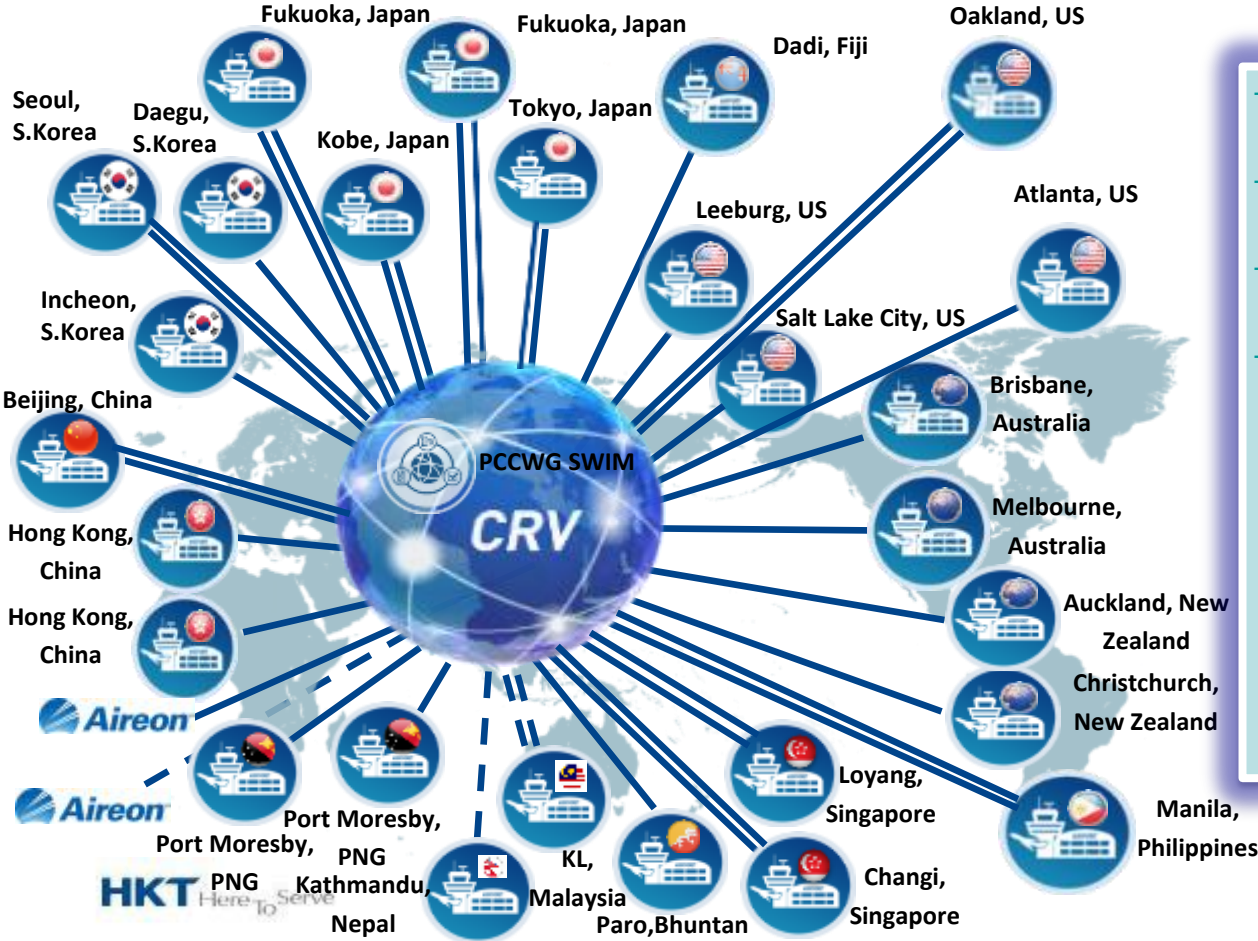 Fukuoka, Japan
Fukuoka, Japan
Oakland, US
Dadi, Fiji
Seoul,
S.Korea
Daegu,
S.Korea
Kobe, Japan
Tokyo, Japan
Leeburg, US
Atlanta, US
Incheon,
S.Korea
Salt Lake City, US
Beijing, China
Brisbane,
Australia
PCCWG SWIM
CRV
Hong Kong,
China
Melbourne,
Australia
Hong Kong,
China
Auckland, New
Zealand
Aireon
Christchurch,
New Zealand
Aireon
Loyang,
Singapore
Manila,
Philippines
Port Moresby,
PNG
Port Moresby,
PNG
Kathmandu,
Nepal
KL,
Malaysia
Paro,Bhuntan
Changi,
Singapore
HKT Here To Serve